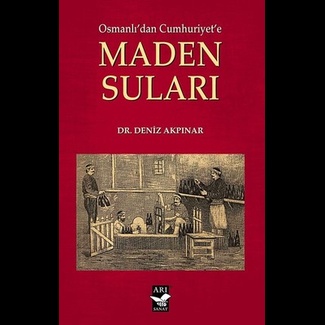 Osmanlı'dan Cumhuriyet'e
MADEN
SULARI
DR. DENİZ AKPINAR
ARI
SANAT